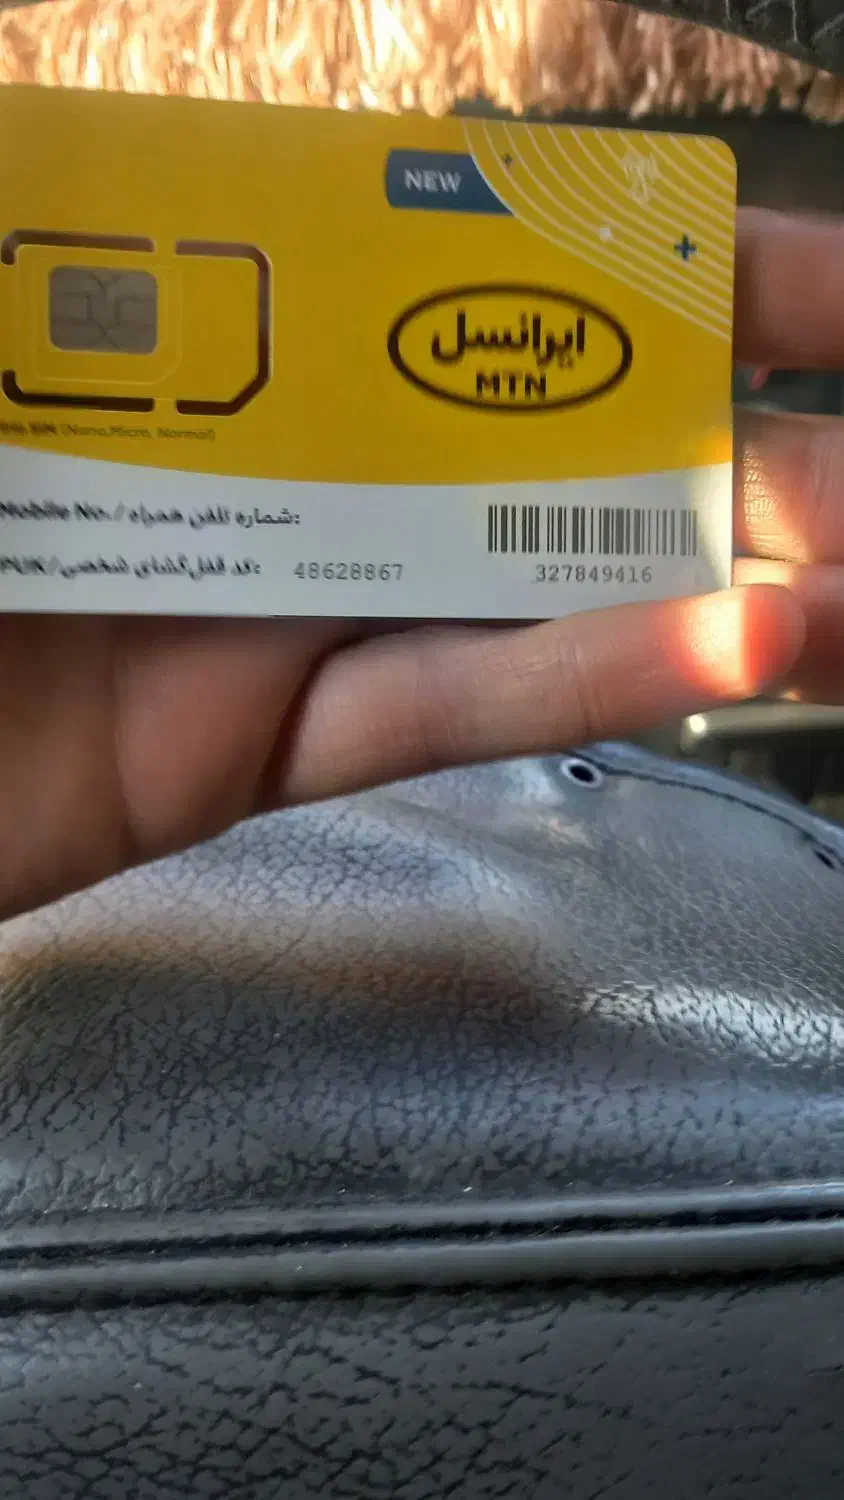 NEW
ایرانسل
MTN
SIM (Nano,Micro, Normal)
Mobile No./شماره تلفن همراه:
PUK/کد قفل‌گشای شخصی: 48628867
327849416